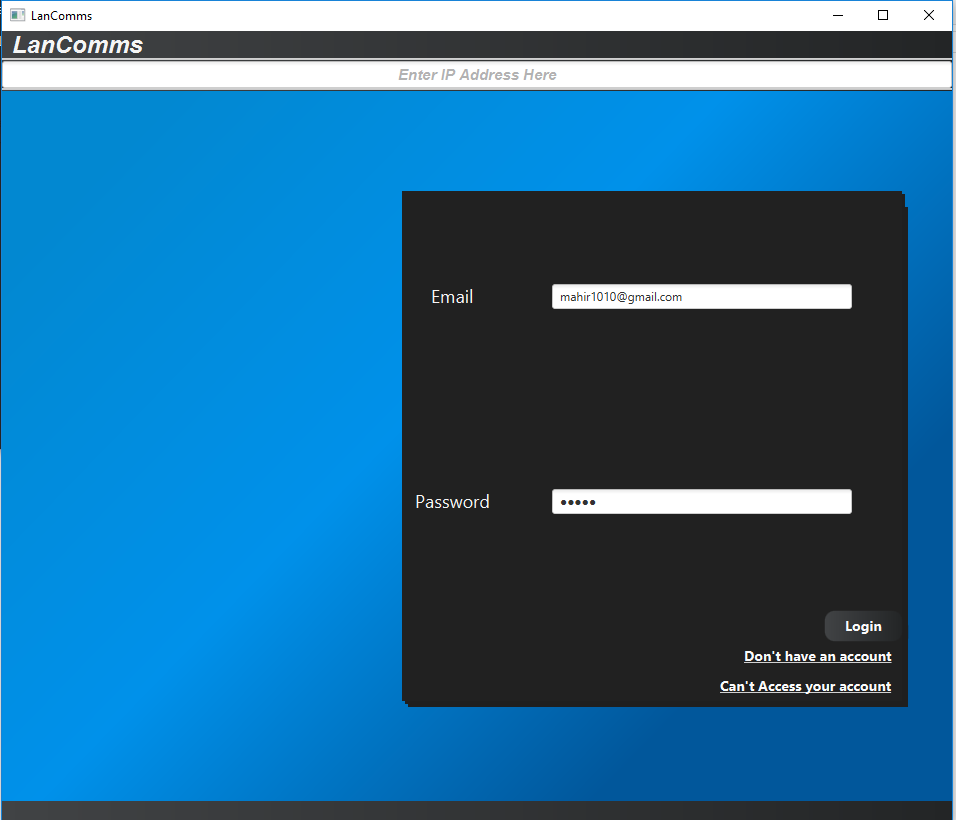 LanComms
LanComms
Enter IP Address Here
Email mahir1010@gmail.com
Password •••••
Login
Don't have an account
Can't Access your account